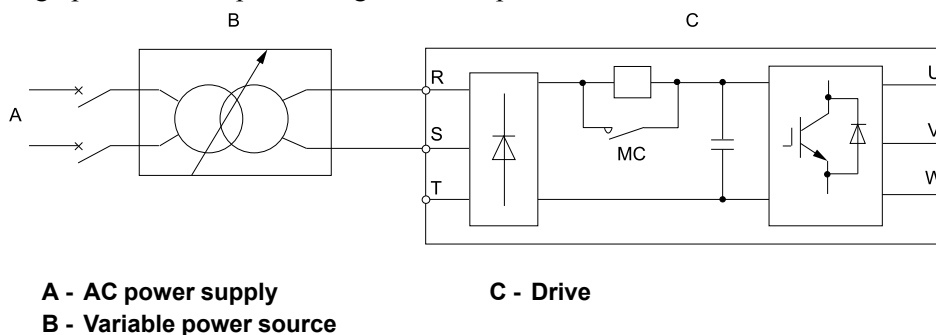 B
C
A
R
S
T
MC
U
V
W
A - AC power supply
B - Variable power source
C - Drive